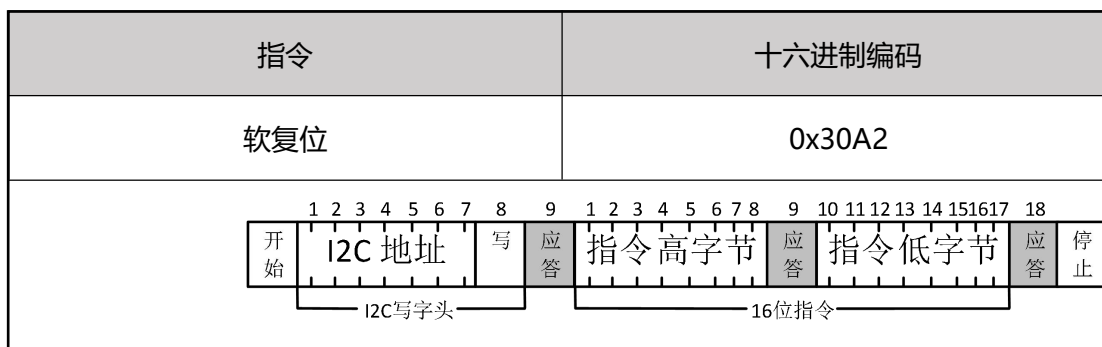 指令 十六进制编码
软复位 0x30A2
1 2 3 4 5 6 7 8 9 1 2 3 4 5 6 7 8 9 10 11 12 13 14 15 16 17 18
开始 I2C 地址 写 应答 指令高字节 应答 指令低字节 应答 停止
I2C写字头 16位指令